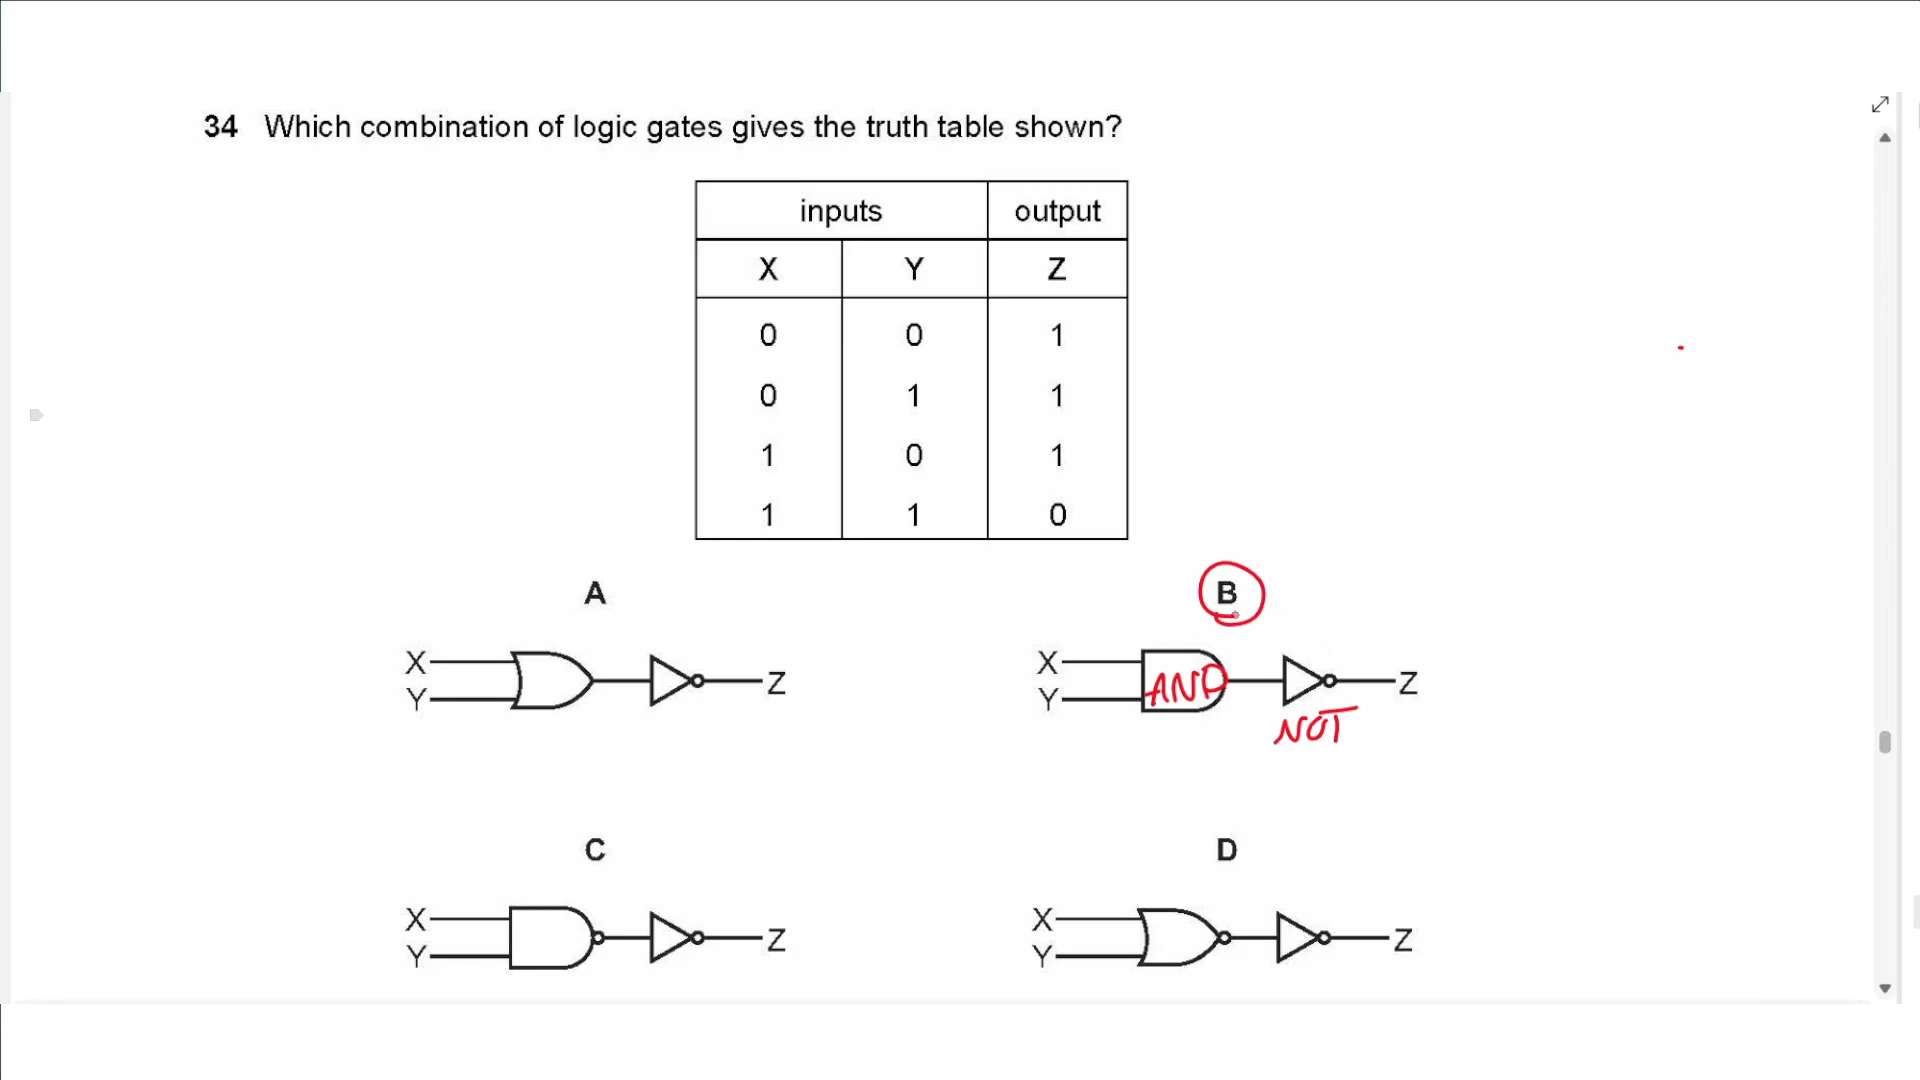 34 Which combination of logic gates gives the truth table shown?
inputs output
X Y Z
0 0 1
0 1 1
1 0 1
1 1 0
A B
X
Y
Z
X
Y
AND
NOT
Z
C D
X
Y
Z
X
Y
Z